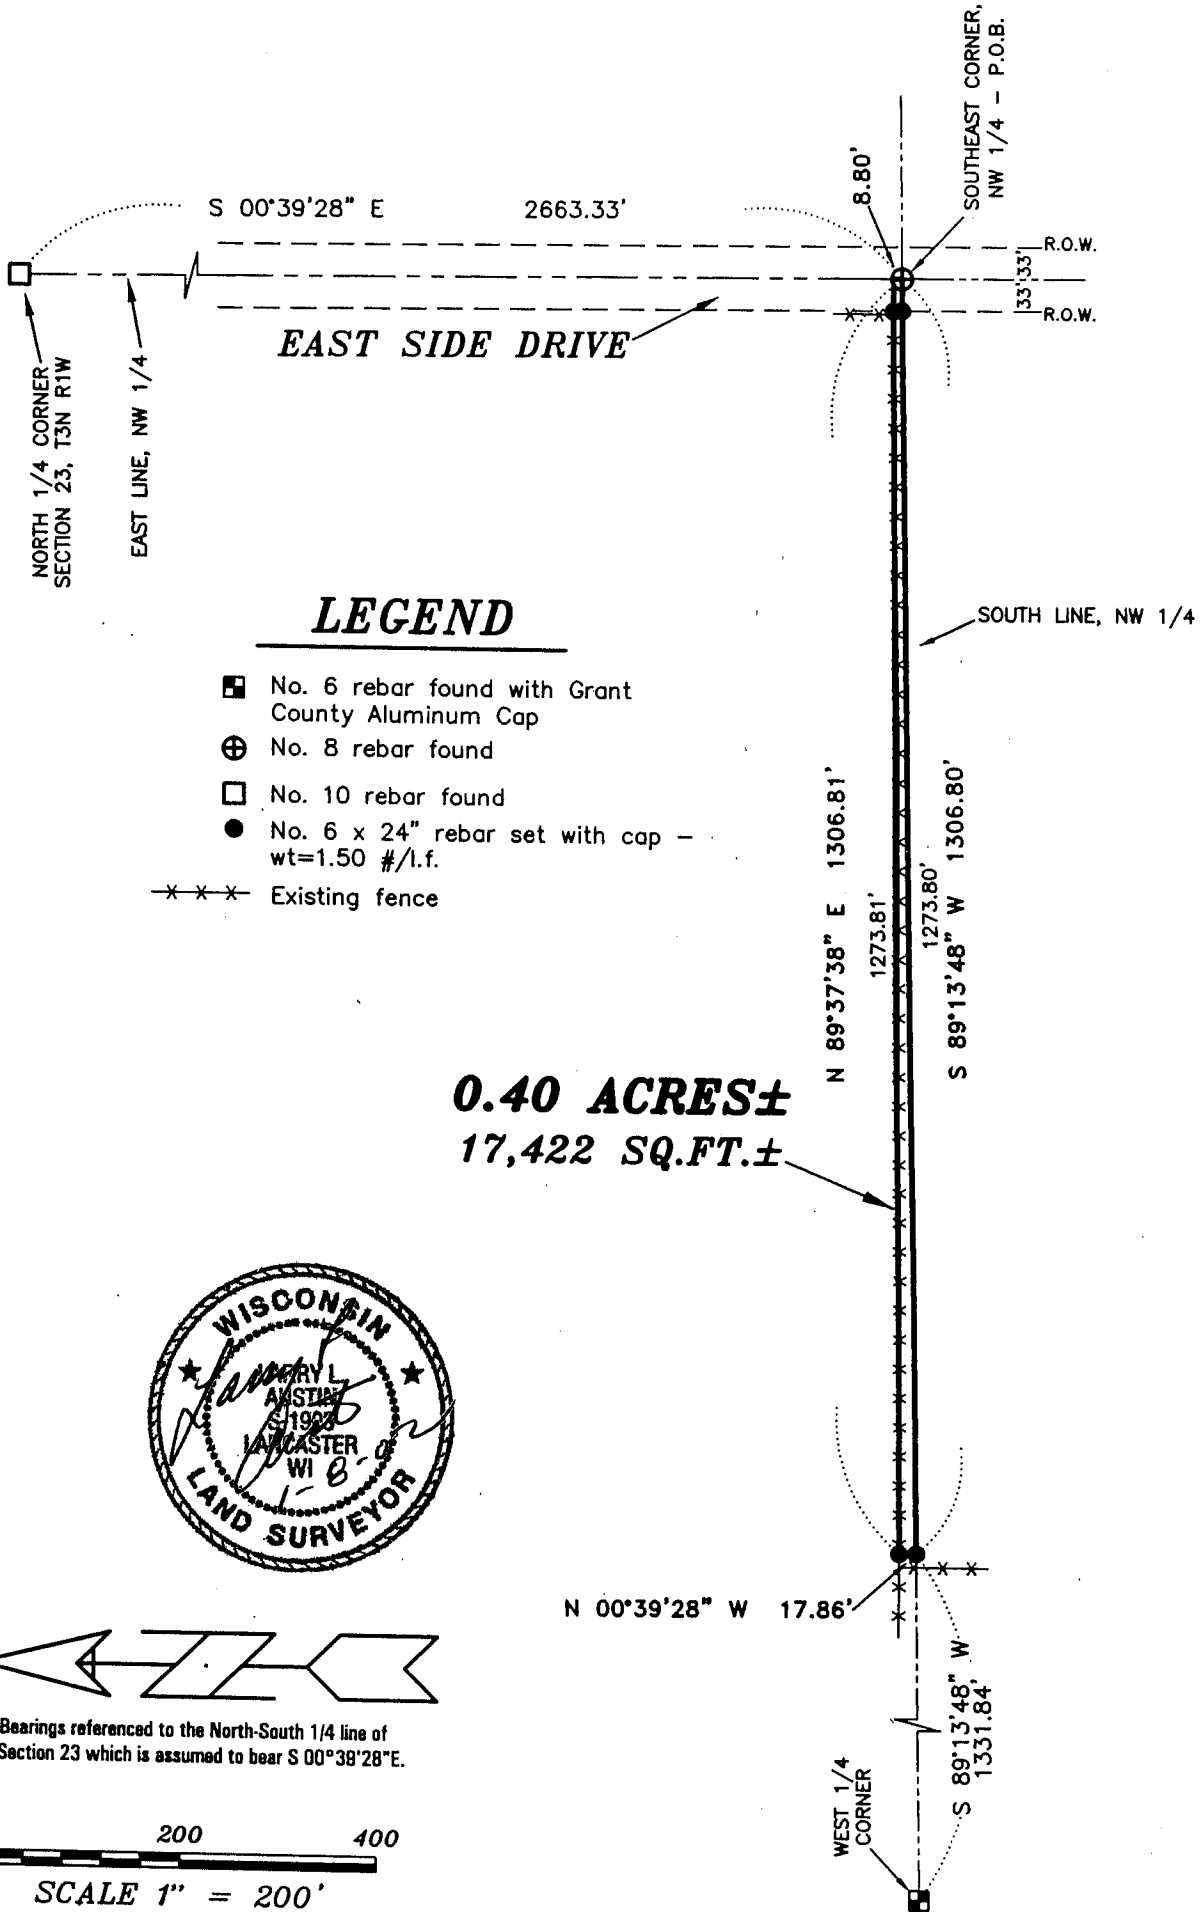 SOUTHEAST CORNER,
NW 1/4 - P.O.B.
8.80'
S 00°39'28" E 2663.33'
R.O.W.
33'
33'
R.O.W.
EAST SIDE DRIVE
NORTH 1/4 CORNER
SECTION 23, T3N R1W
EAST LINE, NW 1/4
LEGEND
No. 6 rebar found with Grant
County Aluminum Cap
No. 8 rebar found
No. 10 rebar found
No. 6 x 24" rebar set with cap -
wt=1.50 #/l.f.
Existing fence
SOUTH LINE, NW 1/4
N 89°37'38" E 1306.81'
1273.81'
1273.80'
S 89°13'48" W 1306.80'
0.40 ACRES±
17,422 SQ.FT.±
WISCONSIN
LARRY L.
AUSTIN
LANCASTER
WI
LAND SURVEYOR
N 00°39'28" W 17.86'
S 89°13'48" W
1331.84'
WEST 1/4
CORNER
Bearings referenced to the North-South 1/4 line of
Section 23 which is assumed to bear S 00°39'28"E.
200 400
SCALE 1" = 200'